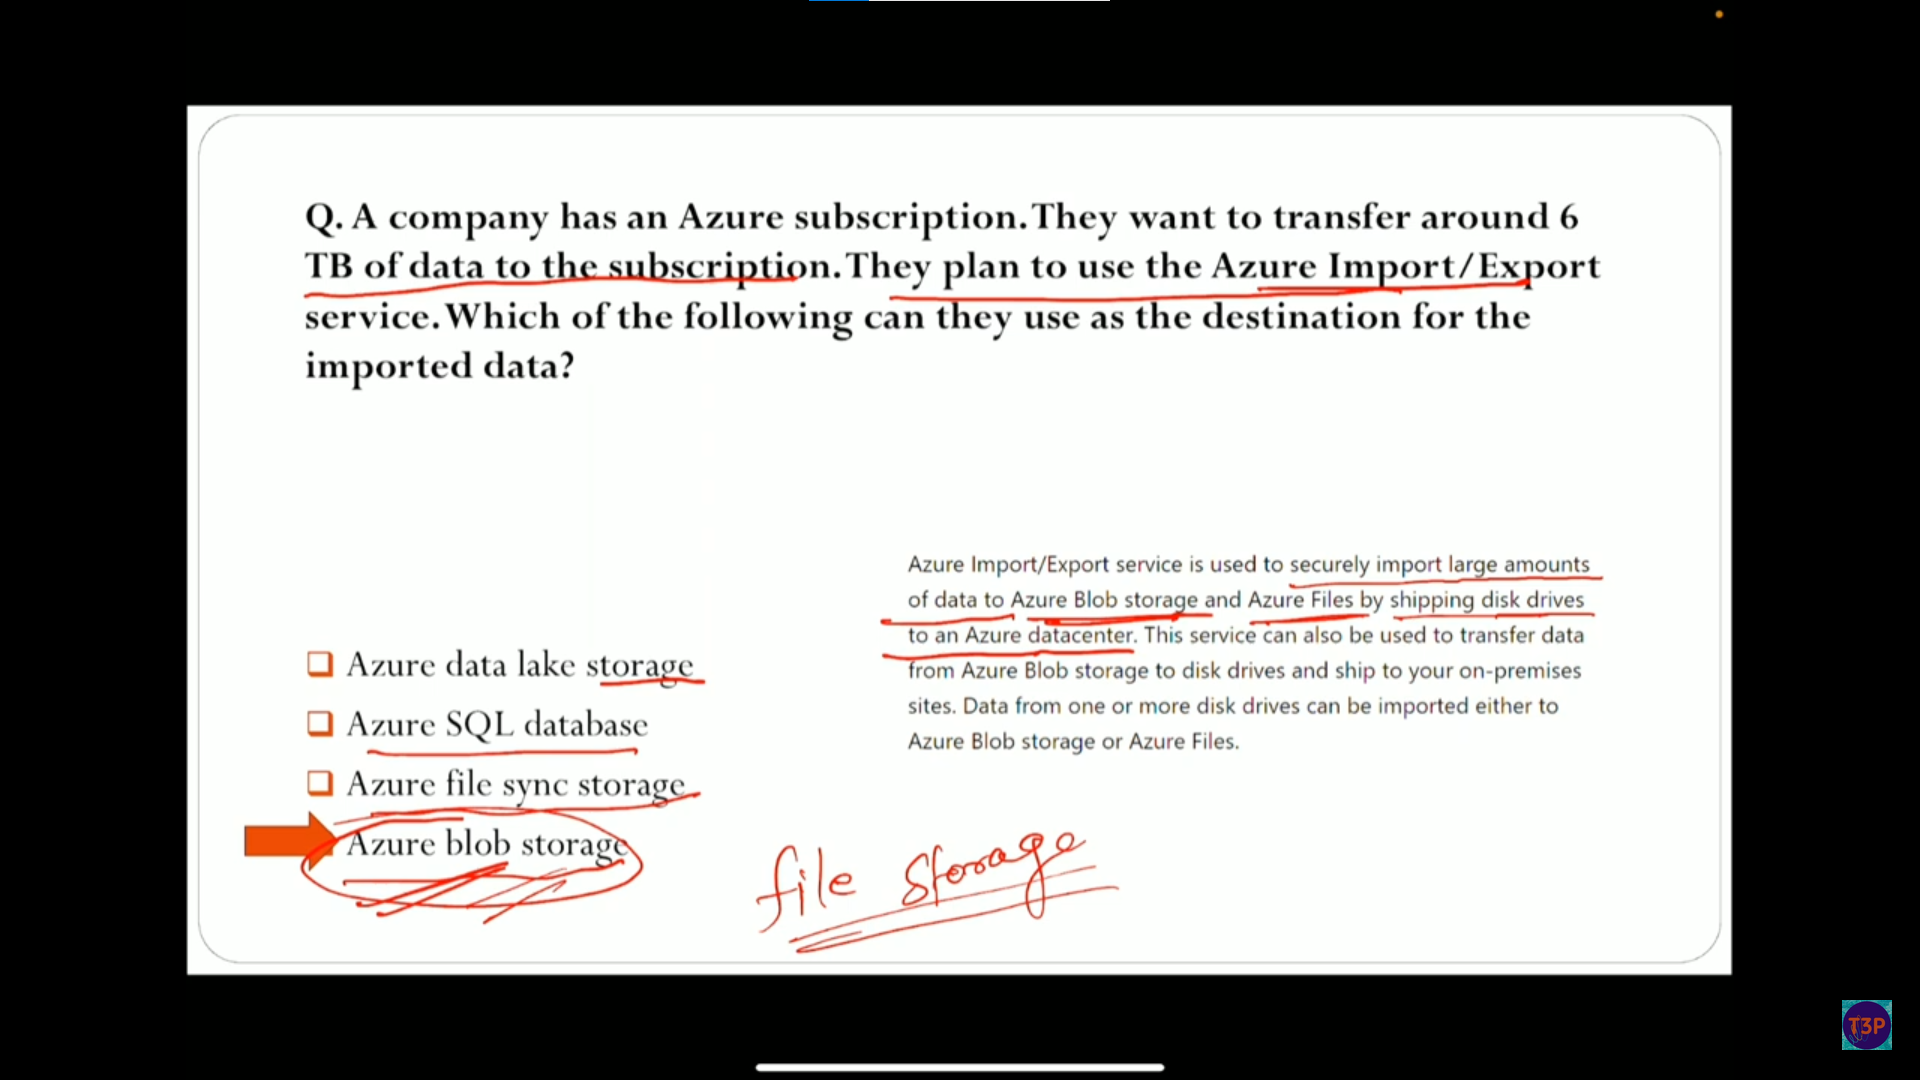 Q. A company has an Azure subscription. They want to transfer around 6
TB of data to the subscription. They plan to use the Azure Import/Export
service. Which of the following can they use as the destination for the
imported data?
Azure Import/Export service is used to securely import large amounts
of data to Azure Blob storage and Azure Files by shipping disk drives
to an Azure datacenter. This service can also be used to transfer data
from Azure Blob storage to disk drives and ship to your on-premises
sites. Data from one or more disk drives can be imported either to
Azure Blob storage or Azure Files.
Azure data lake storage
Azure SQL database
Azure file sync storage
Azure blob storage
file storage
T3P